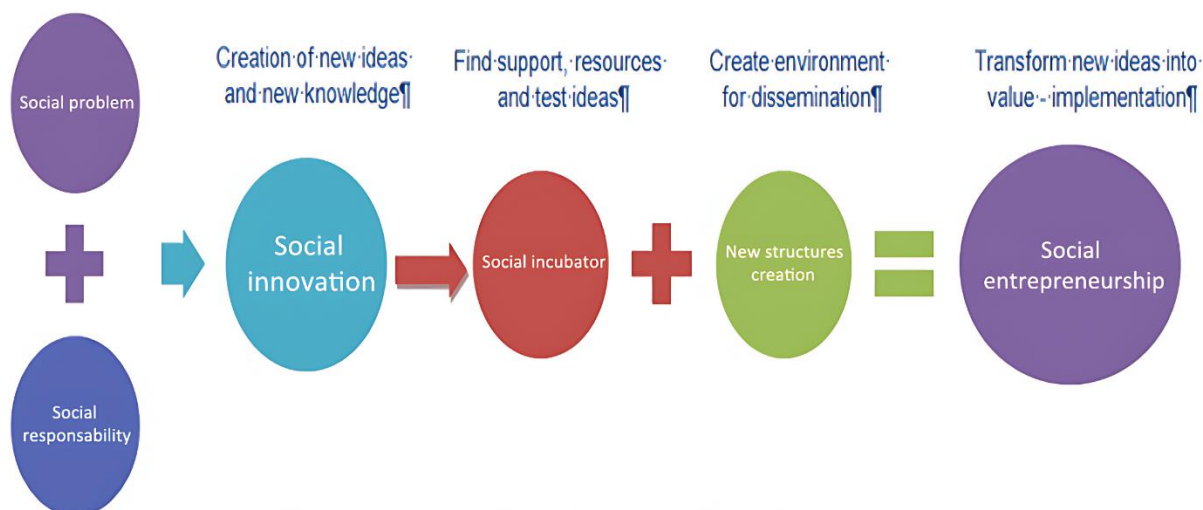 Creation·of·new·ideas·
and·new·knowledge¶
Find·support,·resources·
and·test·ideas¶
Create·environment·
for·dissemination¶
Transform·new·ideas·into·
value·-·implementation¶
Social problem
Social
responsability
Social
innovation
Social incubator
New structures
creation
Social
entrepreneurship